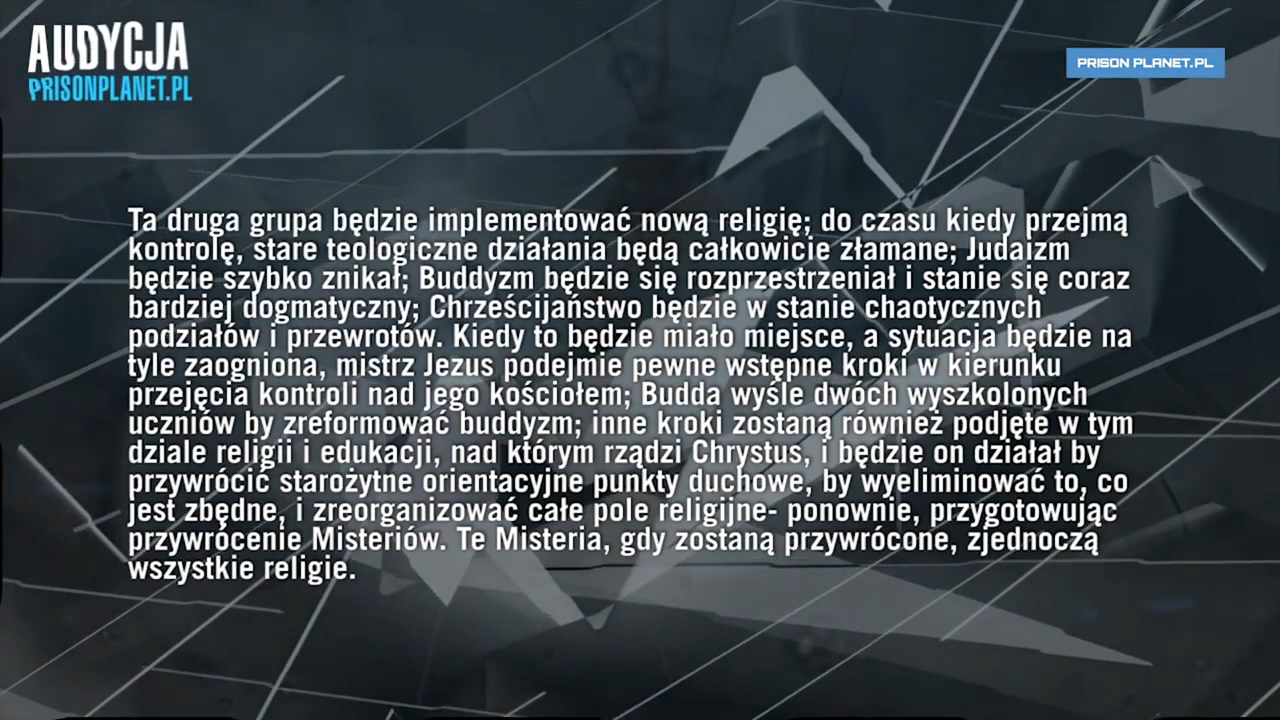 AUDYCJA
PRISONPLANET.PL
PRISON PLANET.PL
Ta druga grupa będzie implementować nową religię; do czasu kiedy przejmą
kontrolę, stare teologiczne działania będą całkowicie złamane; Judaizm
będzie szybko znikał; Buddyzm będzie się rozprzestrzeniał i stanie się coraz
bardziej dogmatyczny; Chrześcijaństwo będzie w stanie chaotycznych
podziałów i przewrotów. Kiedy to będzie miało miejsce, a sytuacja będzie na
tyle zaogniona, mistrz Jezus podejmie pewne wstępne kroki w kierunku
przejęcia kontroli nad jego kościołem; Budda wyśle dwóch wyszkolonych
uczniów by zreformować buddyzm; inne kroki zostaną również podjęte w tym
dziale religii i edukacji, nad którym rządzi Chrystus, i będzie on działał by
przywrócić starożytne orientacyjne punkty duchowe, by wyeliminować to, co
jest zbędne, i zreorganizować całe pole religijne- ponownie, przygotowując
przywrócenie Misteriów. Te Misteria, gdy zostaną przywrócone, zjednoczą
wszystkie religie.